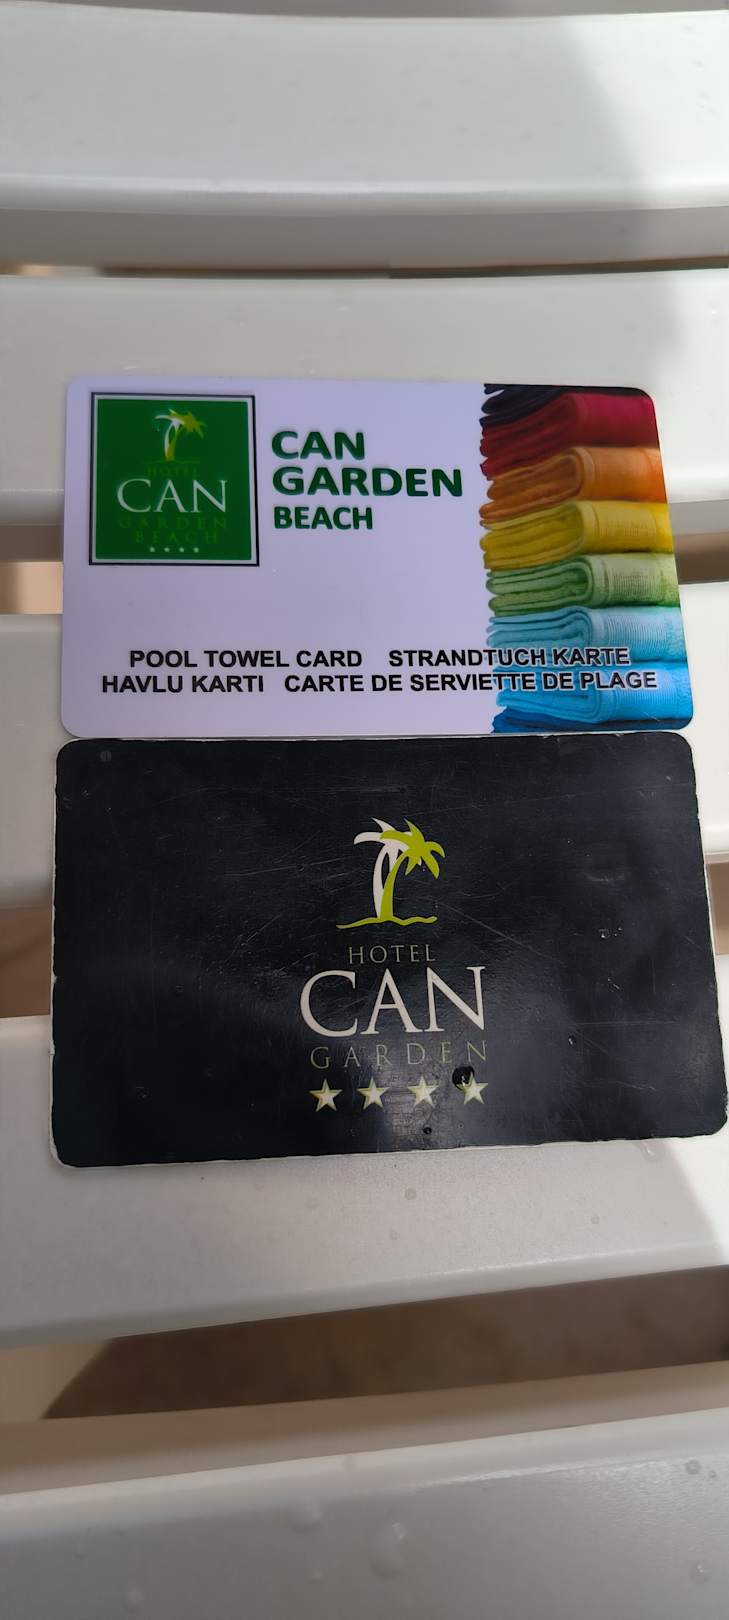 HOTEL
CAN
GARDEN
BEACH
CAN
GARDEN
BEACH
POOL TOWEL CARD STRANDTUCH KARTE
HAVLU KARTI CARTE DE SERVIETTE DE PLAGE
HOTEL
CAN
GARDEN